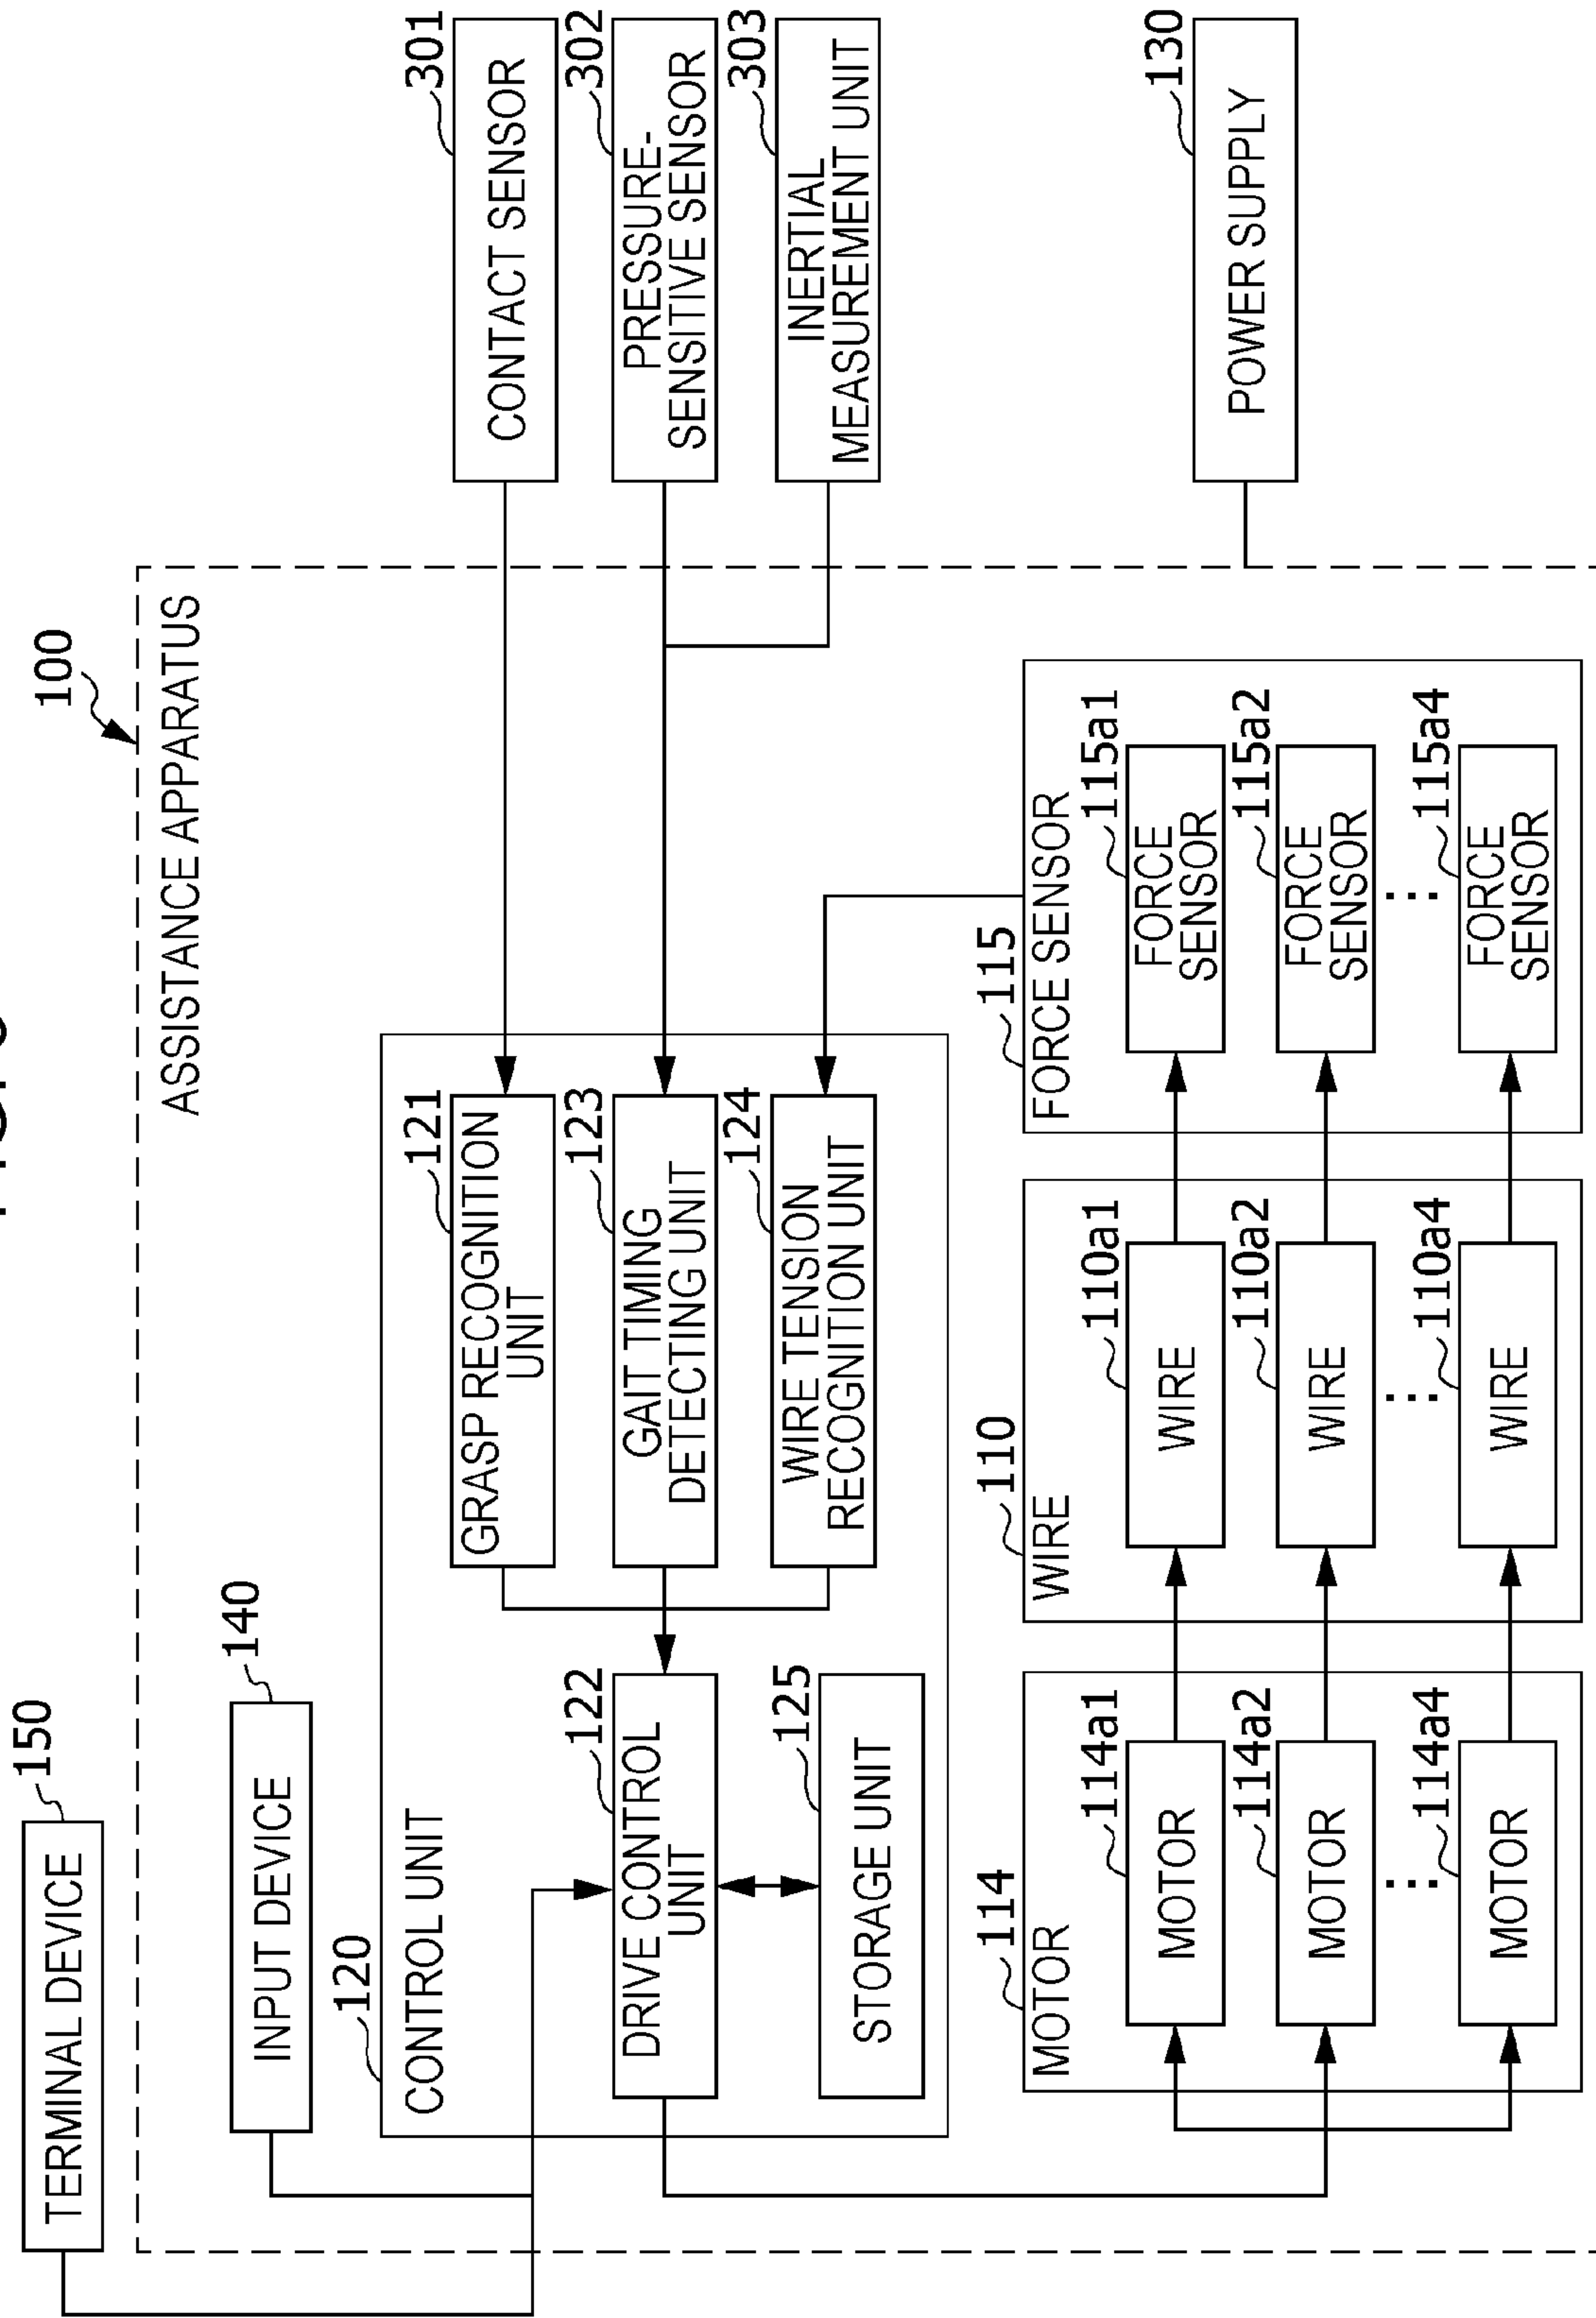 150
TERMINAL DEVICE
100
ASSISTANCE APPARATUS
140
INPUT DEVICE
120
CONTROL UNIT
121
GRASP RECOGNITION
UNIT
301
CONTACT SENSOR
122
DRIVE CONTROL
UNIT
123
GAIT TIMING
DETECTING UNIT
302
PRESSURE-
SENSITIVE SENSOR
125
STORAGE UNIT
124
WIRE TENSION
RECOGNITION UNIT
303
INERTIAL
MEASUREMENT UNIT
114
MOTOR
114a1
MOTOR
114a2
MOTOR
...
114a4
MOTOR
110
WIRE
110a1
WIRE
110a2
WIRE
...
110a4
WIRE
115
FORCE SENSOR
115a1
FORCE
SENSOR
115a2
FORCE
SENSOR
...
115a4
FORCE
SENSOR
130
POWER SUPPLY